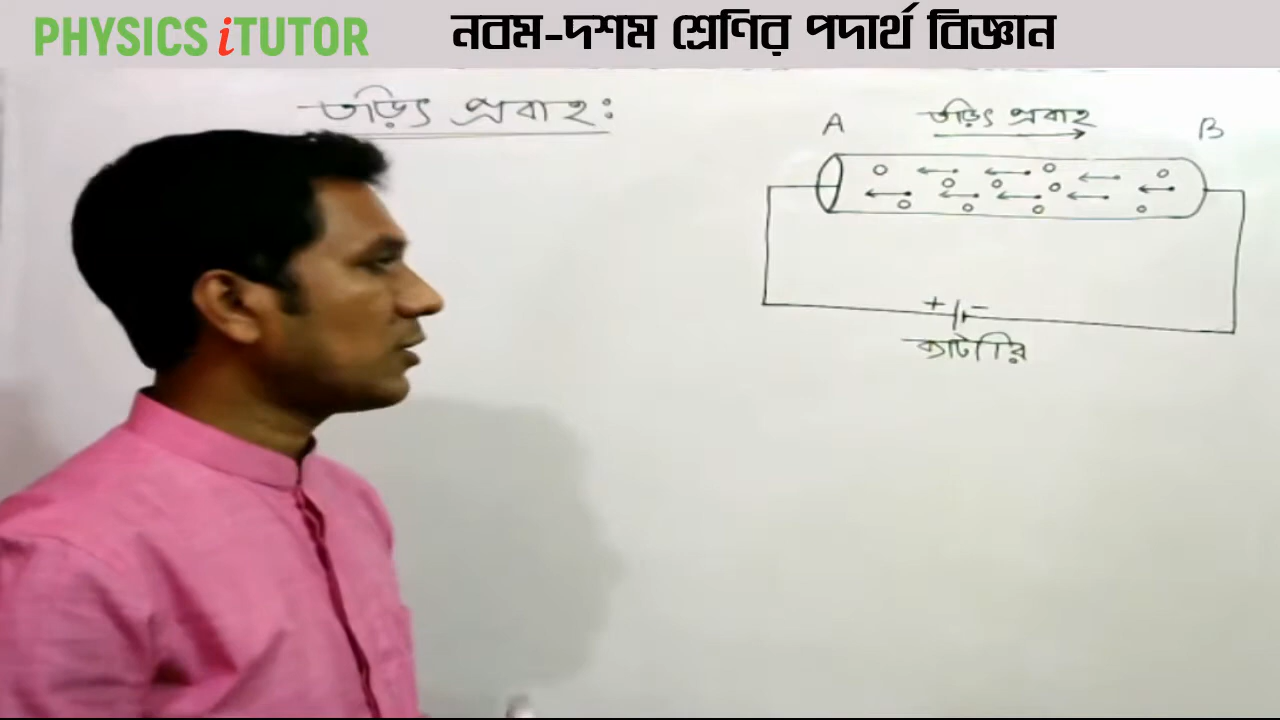 PHYSICS iTUTOR
নবম-দশম শ্রেণির পদার্থ বিজ্ঞান
তড়িৎ প্রবাহ:
A
তড়িৎ প্রবাহ
B
+ -
ব্যাটারি